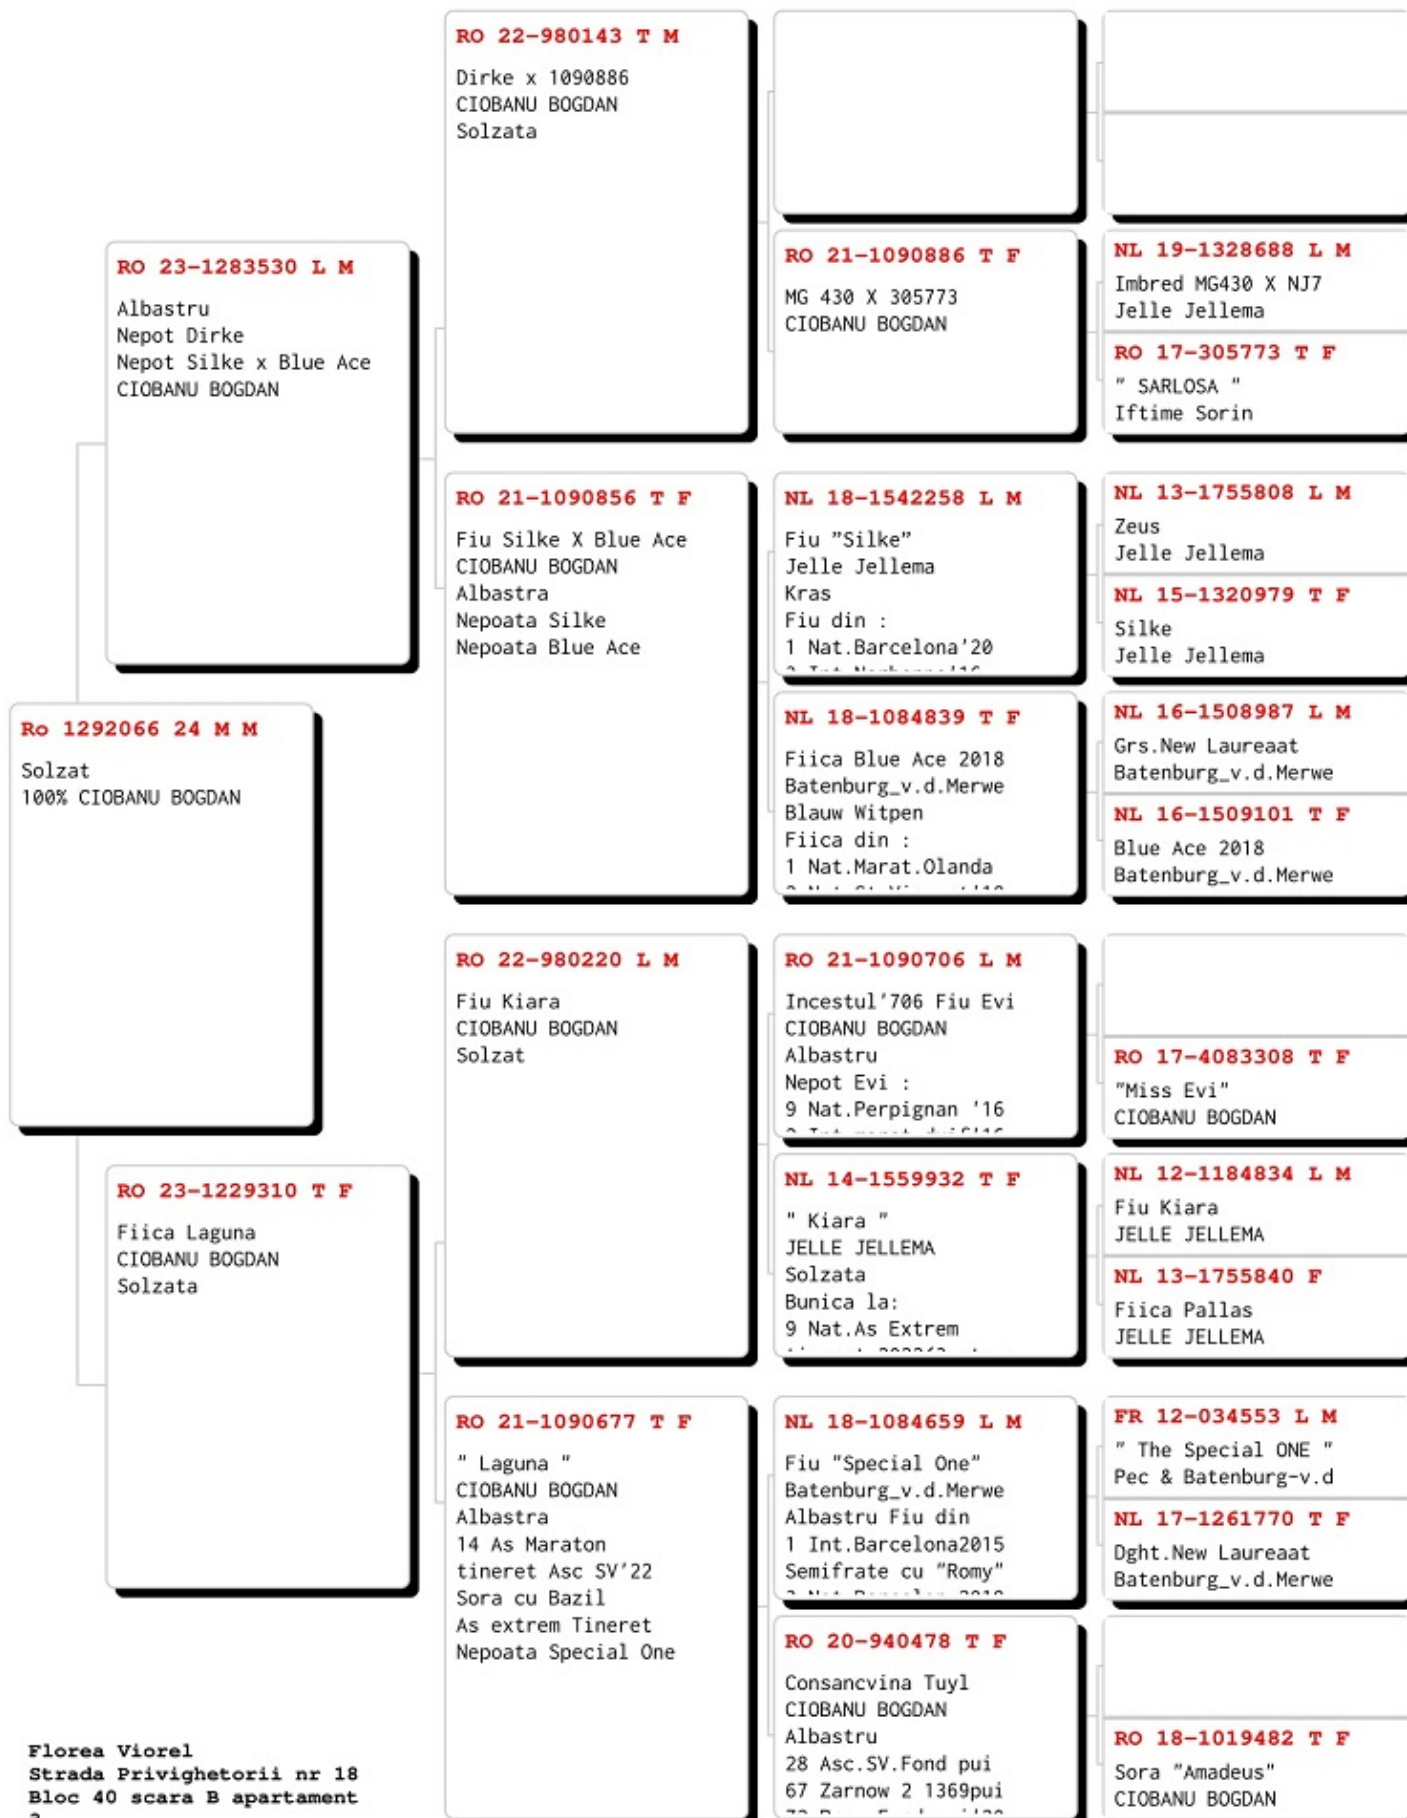 Ro 1292066 24 M M
Solzat
100% CIOBANU BOGDAN
RO 23-1283530 L M
Albastru
Nepot Dirke
Nepot Silke x Blue Ace
CIOBANU BOGDAN
RO 23-1229310 T F
Fiica Laguna
CIOBANU BOGDAN
Solzata
RO 22-980143 T M
Dirke x 1090886
CIOBANU BOGDAN
Solzata
RO 21-1090856 T F
Fiu Silke X Blue Ace
CIOBANU BOGDAN
Albastra
Nepoata Silke
Nepoata Blue Ace
RO 22-980220 L M
Fiu Kiara
CIOBANU BOGDAN
Solzat
RO 21-1090677 T F
" Laguna "
CIOBANU BOGDAN
Albastra
14 As Maraton
tineret Asc SV'22
Sora cu Bazil
As extrem Tineret
Nepoata Special One
RO 21-1090886 T F
MG 430 X 305773
CIOBANU BOGDAN
NL 18-1542258 L M
Fiu "Silke"
Jelle Jellema
Kras
Fiu din :
1 Nat.Barcelona'20
NL 18-1084839 T F
Fiica Blue Ace 2018
Batenburg_v.d.Merwe
Blauw Witpen
Fiica din :
1 Nat.Marat.Olanda
RO 21-1090706 L M
Incestul'706 Fiu Evi
CIOBANU BOGDAN
Albastru
Nepot Evi :
9 Nat.Perpignan '16
NL 14-1559932 T F
" Kiara "
JELLE JELLEMA
Solzata
Bunica la:
9 Nat.As Extrem
NL 18-1084659 L M
Fiu "Special One"
Batenburg_v.d.Merwe
Albastru Fiu din
1 Int.Barcelona2015
Semifrate cu "Romy"
RO 20-940478 T F
Consancvina Tuyl
CIOBANU BOGDAN
Albastru
28 Asc.SV.Fond pui
67 Zarnow 2 1369pui
NL 19-1328688 L M
Imbred MG430 X NJ7
Jelle Jellema
RO 17-305773 T F
" SARLOSA "
Iftime Sorin
NL 13-1755808 L M
Zeus
Jelle Jellema
NL 15-1320979 T F
Silke
Jelle Jellema
NL 16-1508987 L M
Grs.New Laureaat
Batenburg_v.d.Merwe
NL 16-1509101 T F
Blue Ace 2018
Batenburg_v.d.Merwe
RO 17-4083308 T F
"Miss Evi"
CIOBANU BOGDAN
NL 12-1184834 L M
Fiu Kiara
JELLE JELLEMA
NL 13-1755840 F
Fiica Pallas
JELLE JELLEMA
FR 12-034553 L M
" The Special ONE "
Pec & Batenburg-v.d
NL 17-1261770 T F
Dght.New Laureaat
Batenburg_v.d.Merwe
RO 18-1019482 T F
Sora "Amadeus"
CIOBANU BOGDAN
Florea Viorel
Strada Privighetorii nr 18
Bloc 40 scara B apartament